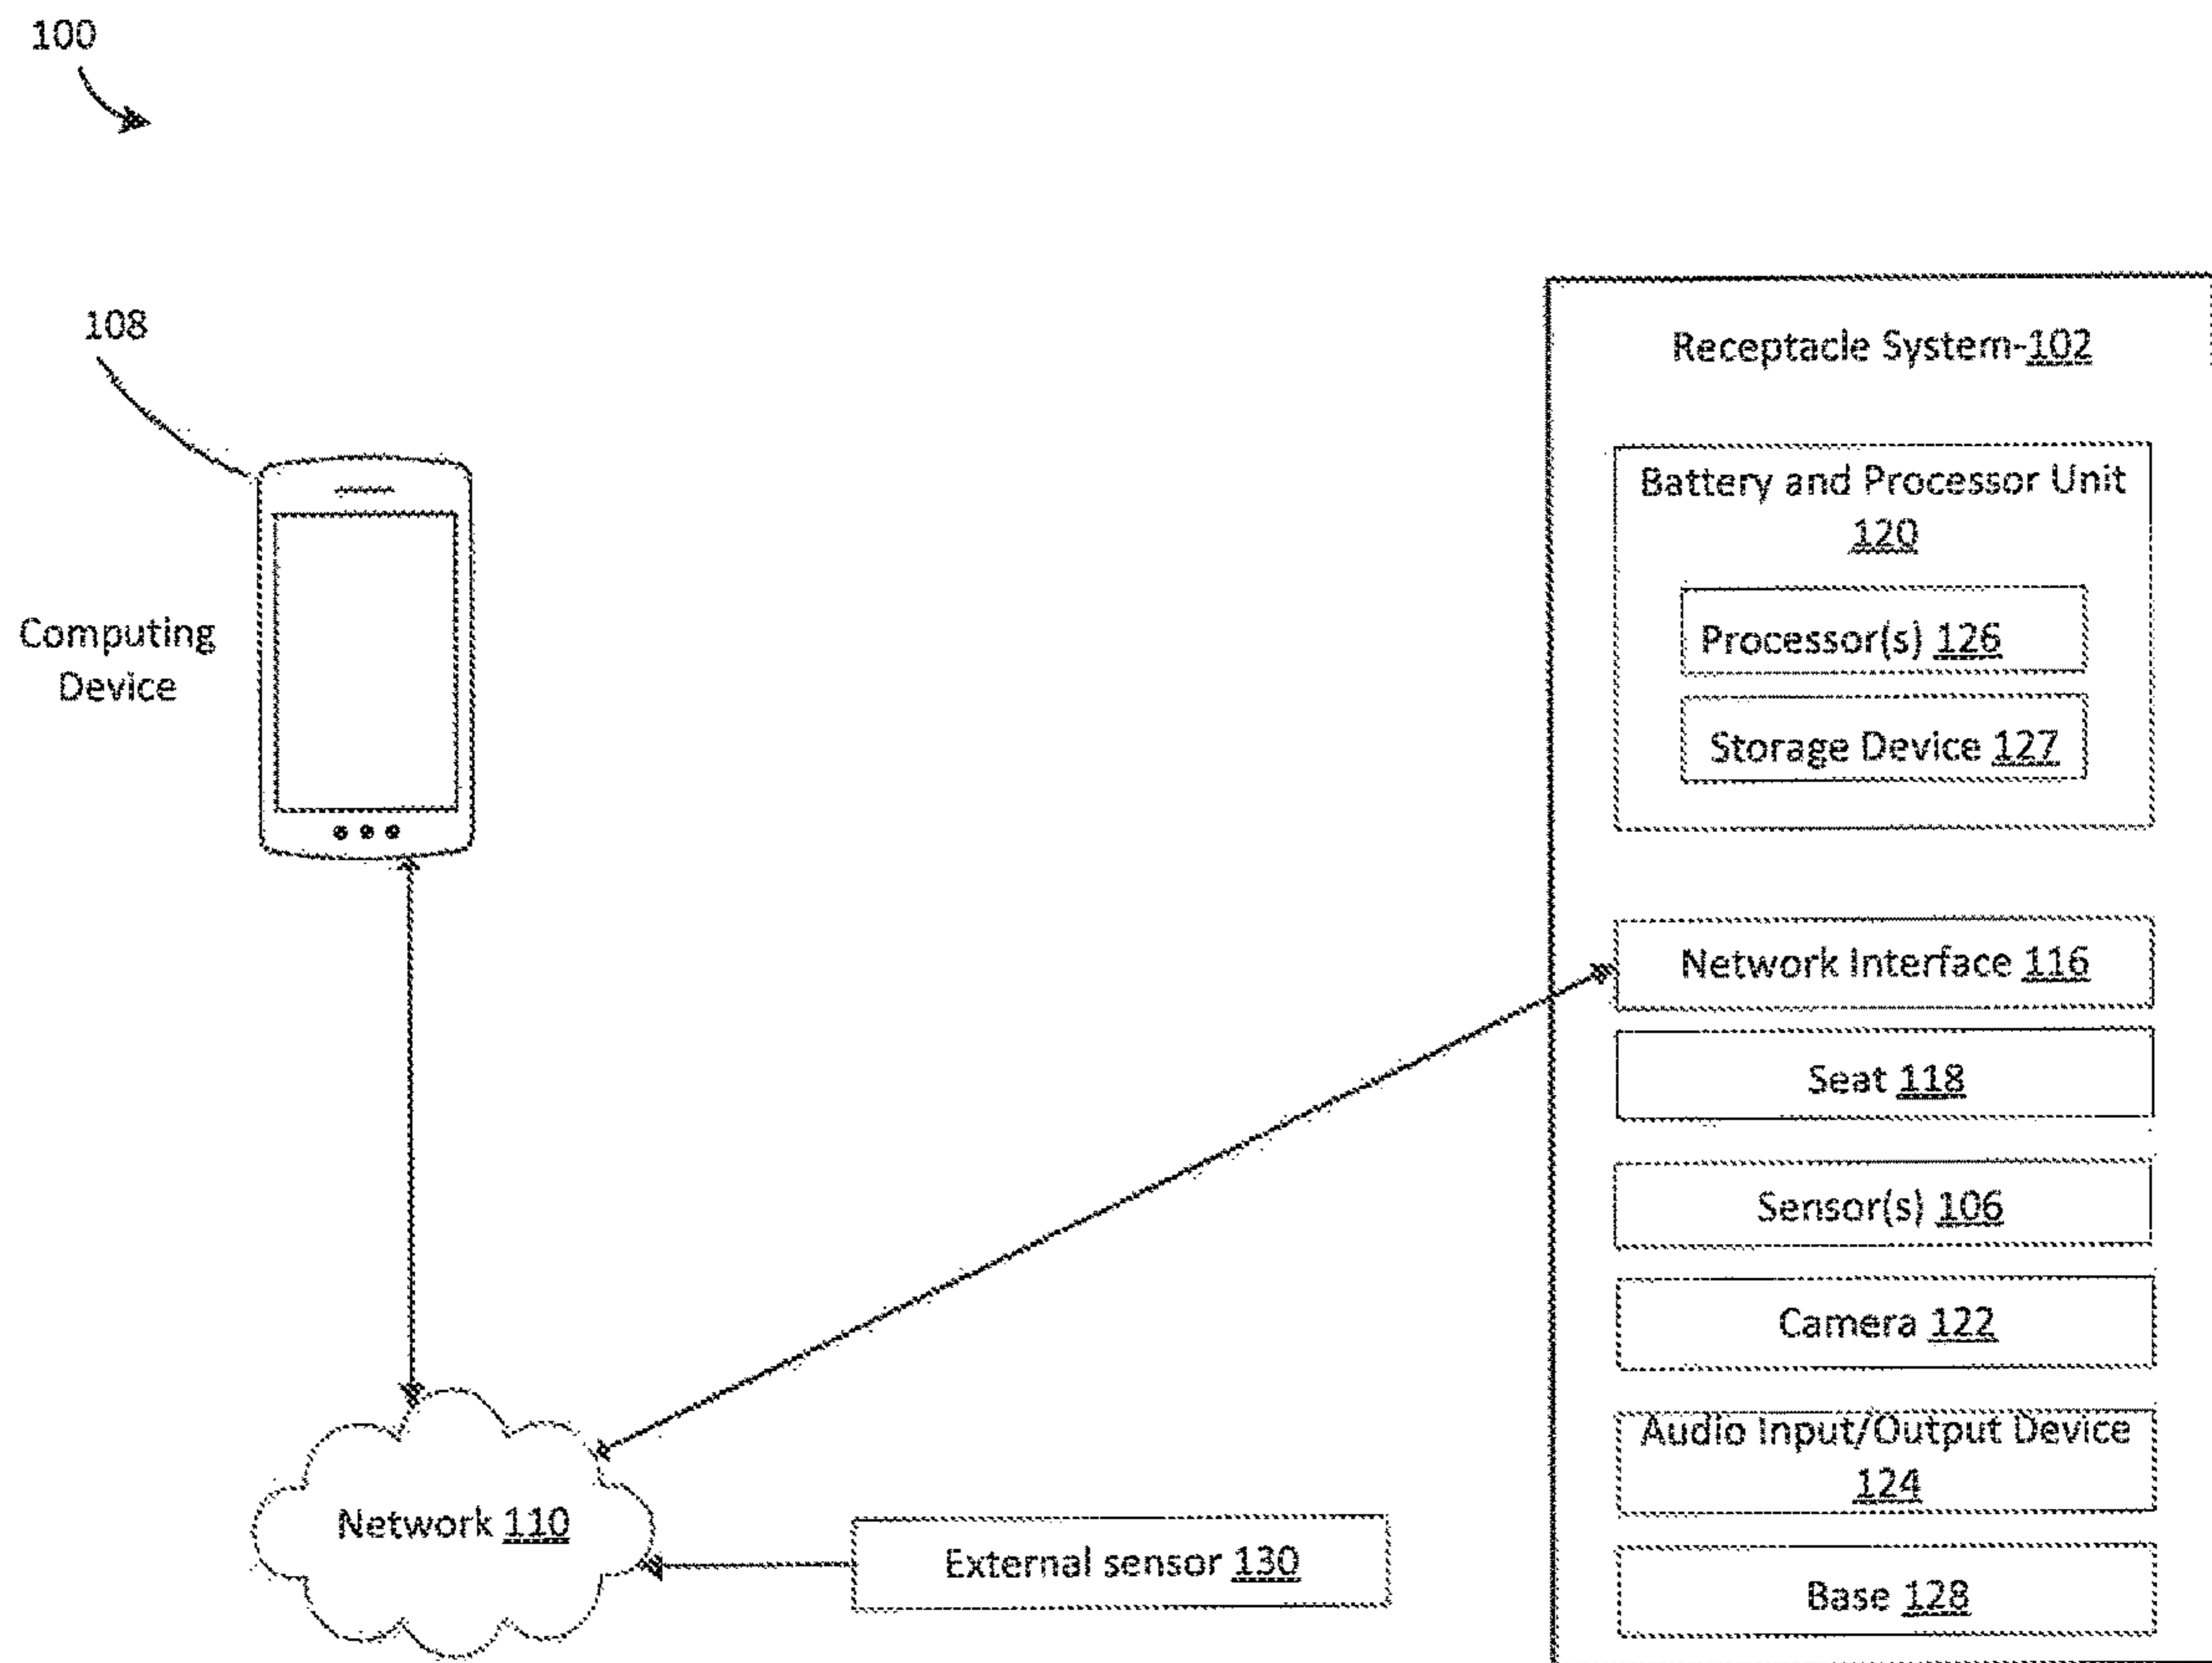 100
108
Computing
Device
Receptacle System-102
Battery and Processor Unit
120
Processor(s) 126
Storage Device 127
Network Interface 116
Seat 118
Sensor(s) 106
Camera 122
Audio Input/Output Device
124
Base 128
Network 110
External sensor 130